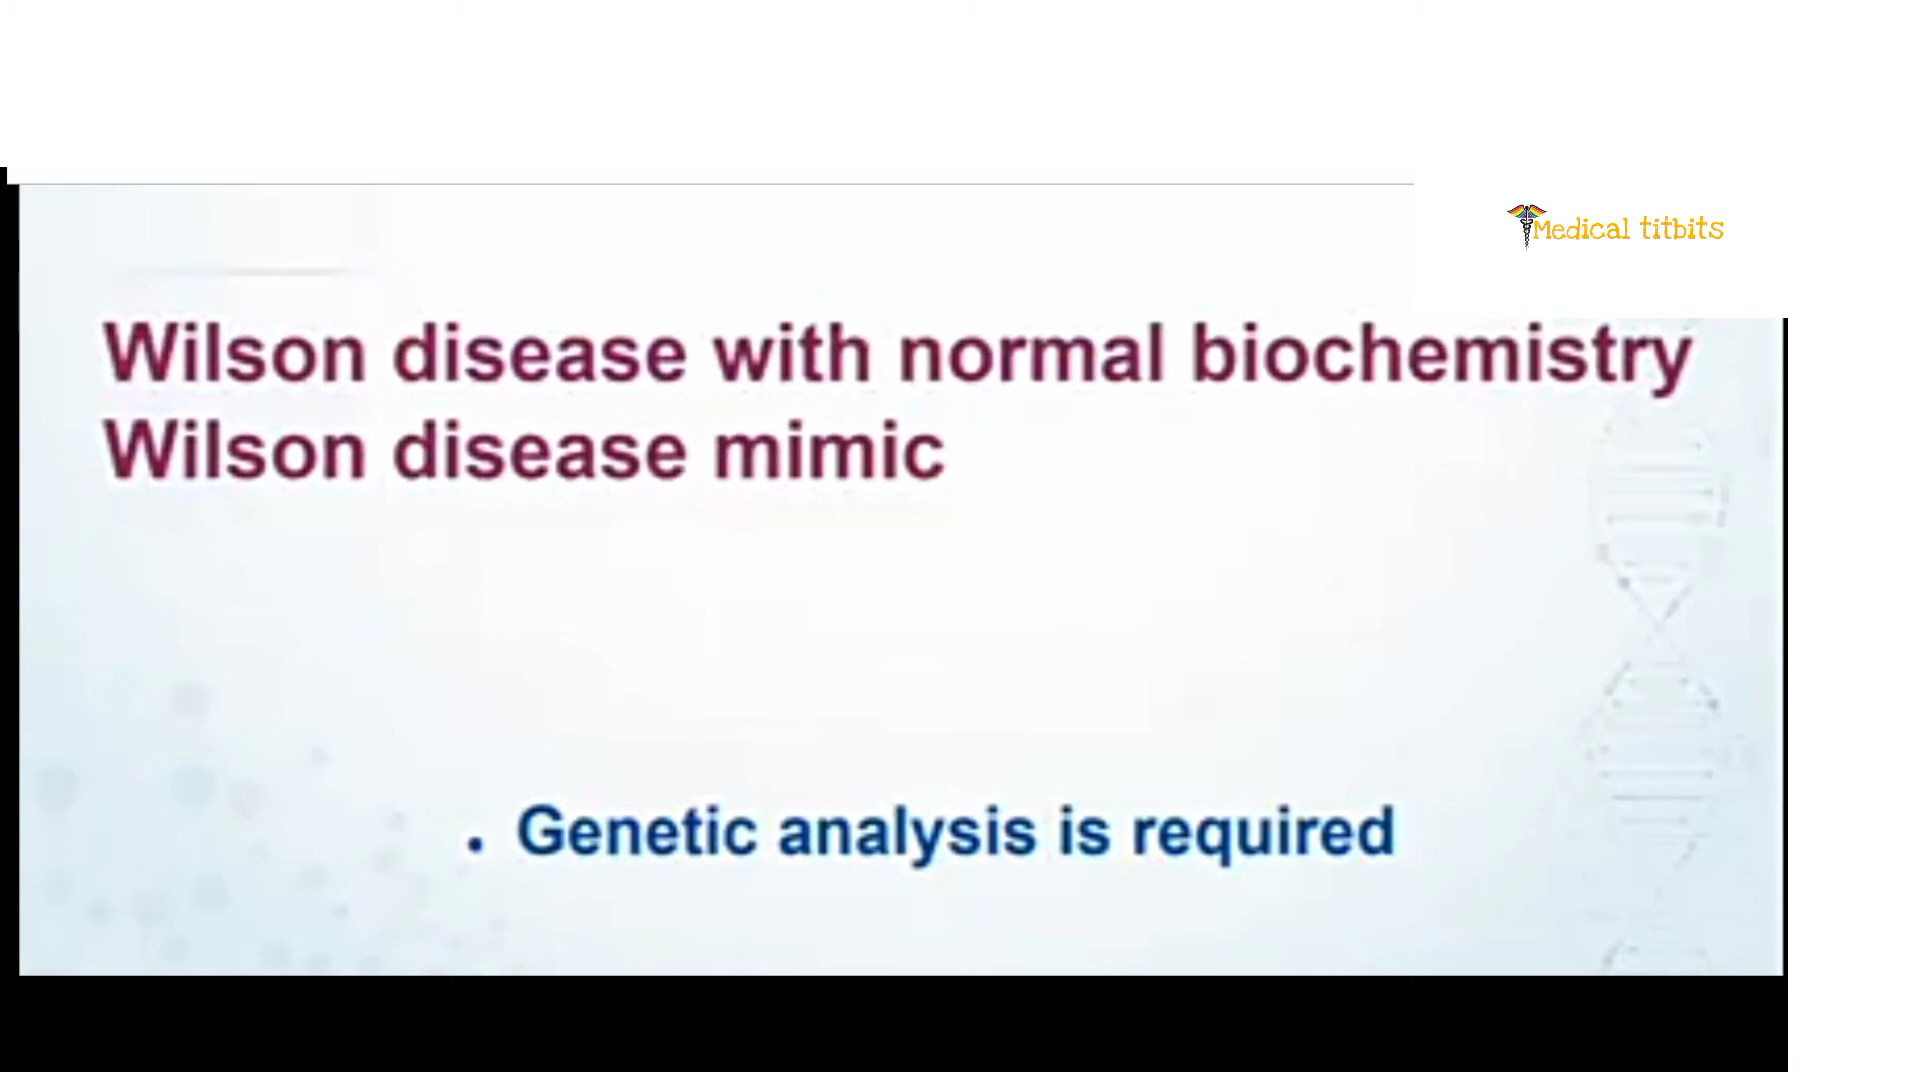 Medical titbits
Wilson disease with normal biochemistry
Wilson disease mimic
• Genetic analysis is required